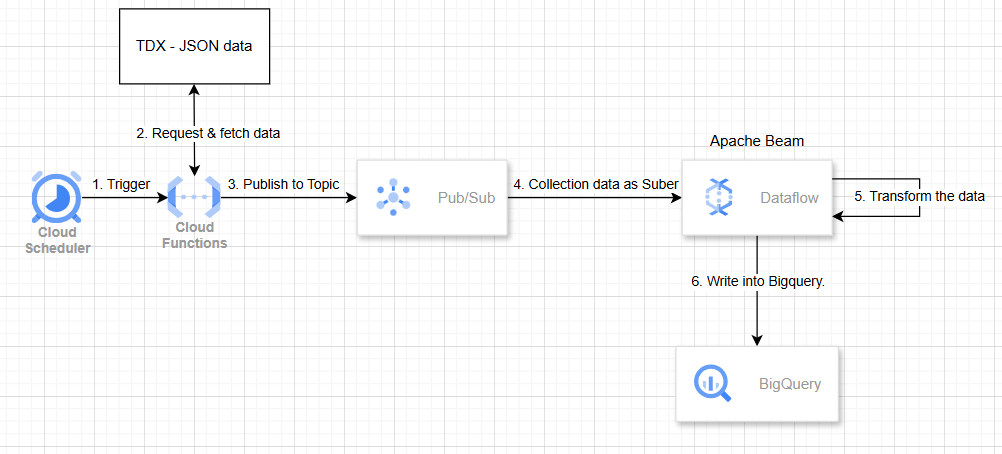 TDX - JSON data
2. Request & fetch data
Apache Beam
1. Trigger
3. Publish to Topic
Pub/Sub
4. Collection data as Suber
Dataflow
5. Transform the data
Cloud
Scheduler
Cloud
Functions
6. Write into Bigquery.
BigQuery